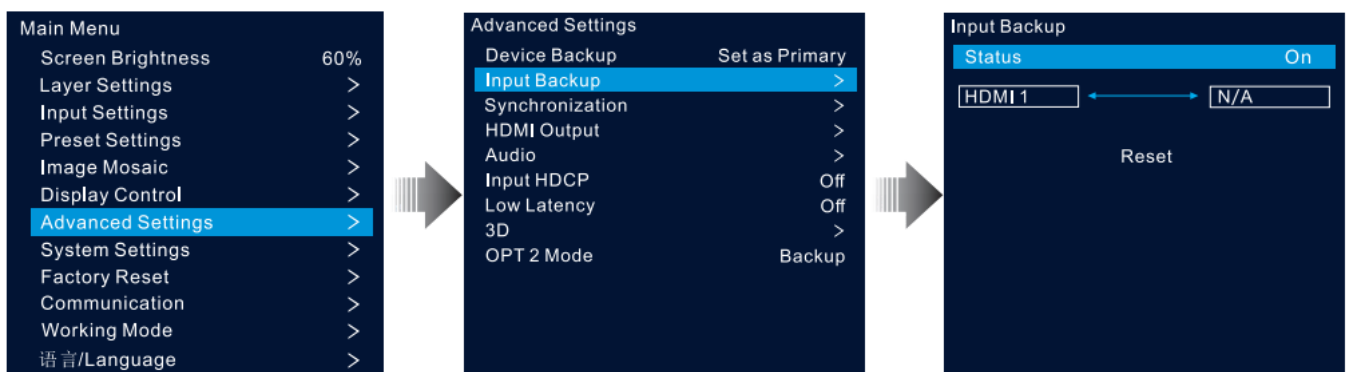 Main Menu
Screen Brightness 60%
Layer Settings >
Input Settings >
Preset Settings >
Image Mosaic >
Display Control >
Advanced Settings >
System Settings >
Factory Reset >
Communication >
Working Mode >
语言/Language >
Advanced Settings
Device Backup Set as Primary
Input Backup >
Synchronization >
HDMI Output >
Audio >
Input HDCP Off
Low Latency Off
3D >
OPT 2 Mode Backup
Input Backup
Status On
HDMI 1 N/A
Reset